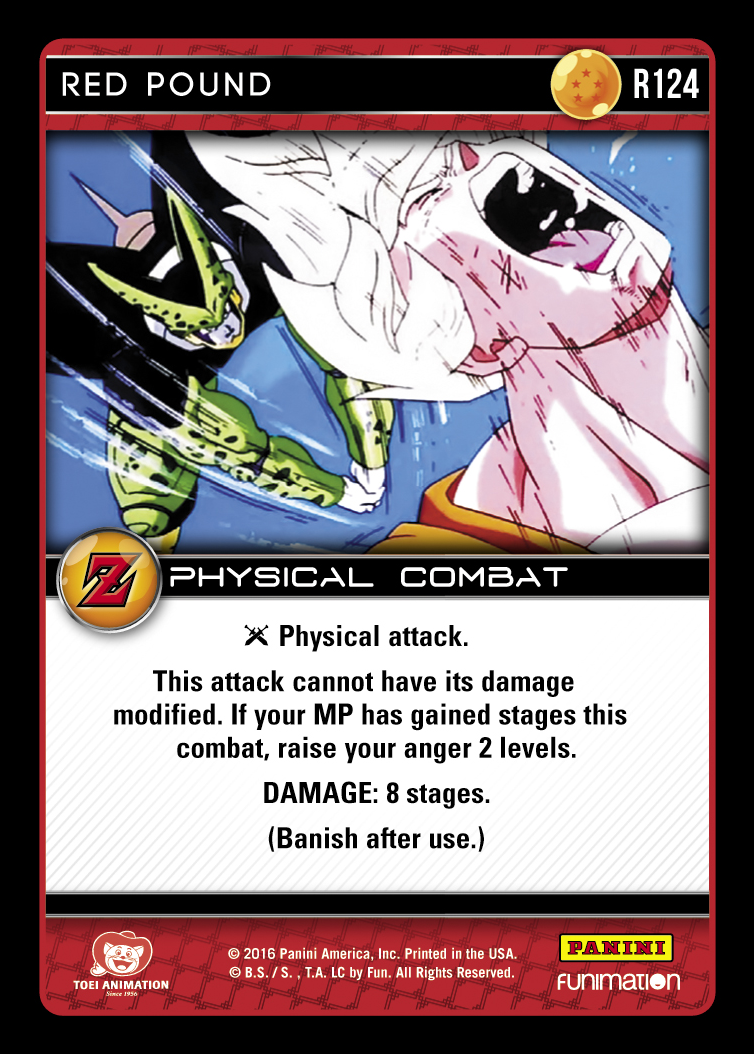 RED POUND
R124
Z PHYSICAL COMBAT
Physical attack.
This attack cannot have its damage
modified. If your MP has gained stages this
combat, raise your anger 2 levels.
DAMAGE: 8 stages.
(Banish after use.)
TOEI ANIMATION
Since 1956
© 2016 Panini America, Inc. Printed in the USA.
© B.S. / S. , T.A. LC by Fun. All Rights Reserved.
PANINI
FUNIMATION